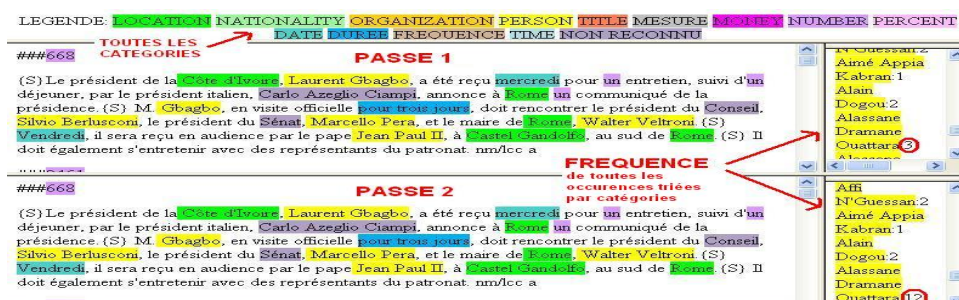 LEGENDE: LOCATION NATIONALITY ORGANIZATION PERSON TITLE MESURE MONEY NUMBER PERCENT
DATE DUREE FREQUENCE TIME NON RECONNU
TOUTES LES
CATEGORIES
###668
PASSE 1
(S) Le président de la Côte d'Ivoire, Laurent Gbagbo, a été reçu mercredi pour un entretien, suivi d'un
déjeuner, par le président italien, Carlo Azeglio Ciampi, annonce à Rome un communiqué de la
présidence. (S) M. Gbagbo, en visite officielle pour trois jours, doit rencontrer le président du Conseil,
Silvio Berlusconi, le président du Sénat, Marcello Pera, et le maire de Rome, Walter Veltroni. (S)
Vendredi, il sera reçu en audience par le pape Jean Paul II, à Castel Gandolfo, au sud de Rome. (S) Il
doit également s'entretenir avec des représentants du patronat. nm/lcc a
N'Guessan:2
Aimé Appia
Kabran:1
Alain
Dogou:2
Alassane
Dramane
Ouattara:3
Alassane
FREQUENCE
de toutes les
occurences triées
par catégories
###668
PASSE 2
(S) Le président de la Côte d'Ivoire, Laurent Gbagbo, a été reçu mercredi pour un entretien, suivi d'un
déjeuner, par le président italien, Carlo Azeglio Ciampi, annonce à Rome un communiqué de la
présidence. (S) M. Gbagbo, en visite officielle pour trois jours, doit rencontrer le président du Conseil,
Silvio Berlusconi, le président du Sénat, Marcello Pera, et le maire de Rome, Walter Veltroni. (S)
Vendredi, il sera reçu en audience par le pape Jean Paul II, à Castel Gandolfo, au sud de Rome. (S) Il
doit également s'entretenir avec des représentants du patronat. nm/lcc a
Affi
N'Guessan:2
Aimé Appia
Kabran:1
Alain
Dogou:2
Alassane
Dramane
Ouattara:12